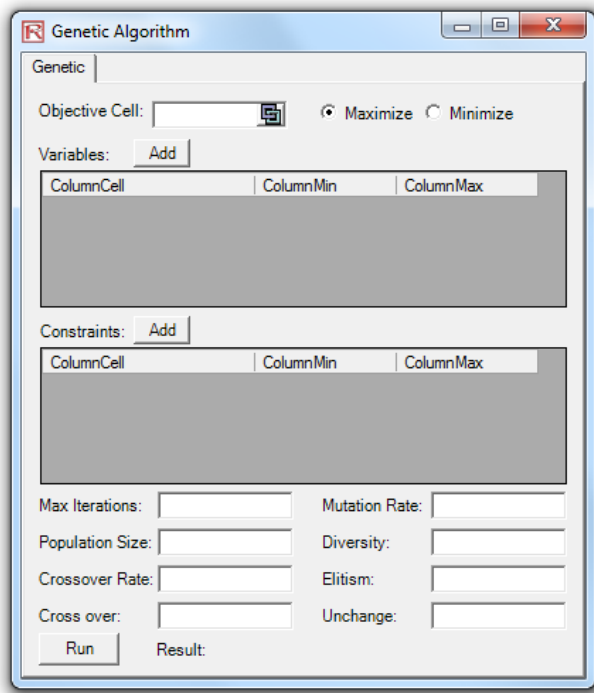 Genetic Algorithm
Genetic
Objective Cell: Maximize Minimize
Variables: Add
ColumnCell ColumnMin ColumnMax
Constraints: Add
ColumnCell ColumnMin ColumnMax
Max Iterations: Mutation Rate:
Population Size: Diversity:
Crossover Rate: Elitism:
Cross over: Unchange:
Run Result: